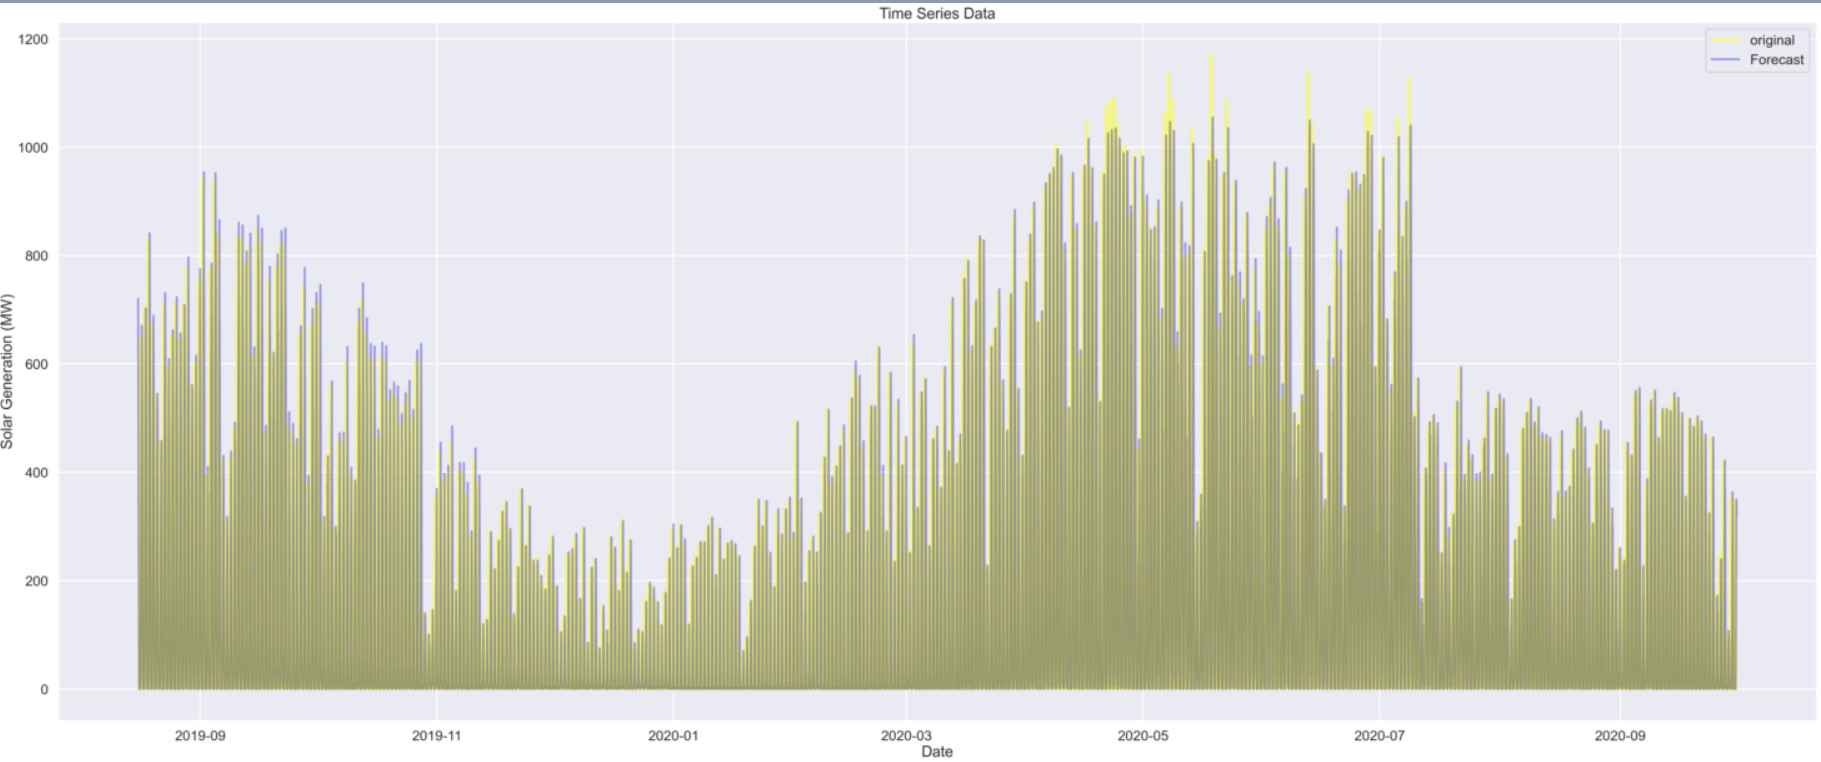 Time Series Data
1200
1000
800
600
400
200
0
Solar Generation (MW)
original
Forecast
2019-09
2019-11
2020-01
2020-03
2020-05
2020-07
2020-09
Date